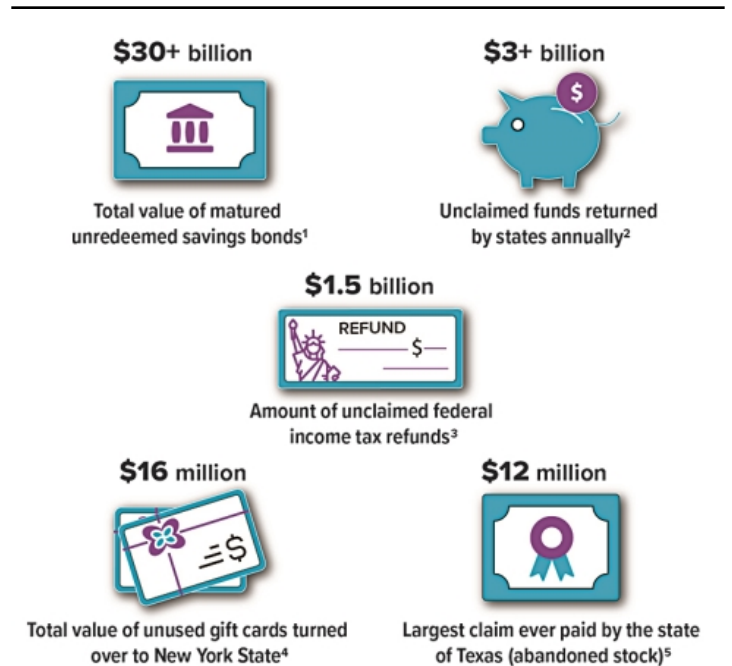 $30+ billion
$3+ billion
$
Total value of matured
unredeemed savings bonds¹
Unclaimed funds returned
by states annually²
$1.5 billion
REFUND
$
Amount of unclaimed federal
income tax refunds³
$16 million
$12 million
$
Total value of unused gift cards turned
over to New York State⁴
Largest claim ever paid by the state
of Texas (abandoned stock)⁵